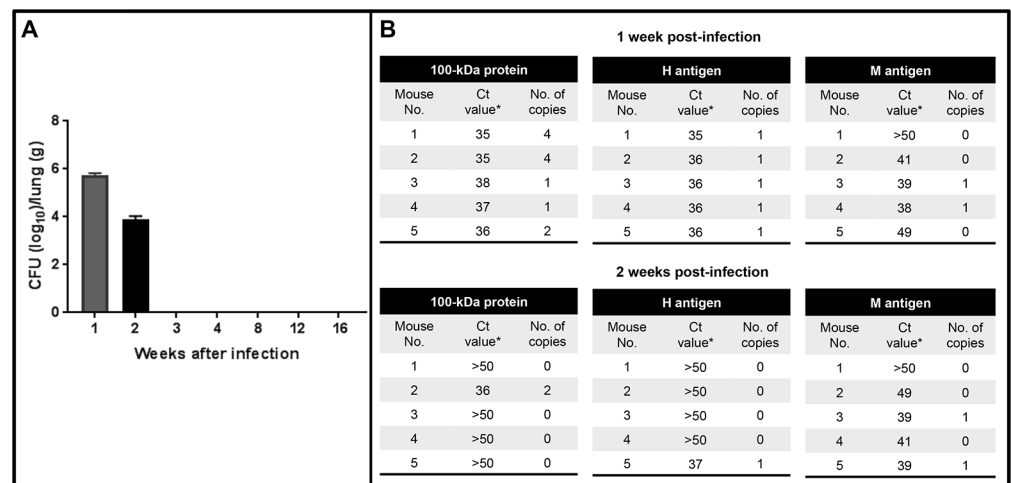 A
CFU (log10)/lung (g)
8
6
4
2
0
1 2 3 4 8 12 16
Weeks after infection
B
1 week post-infection
100-kDa protein
Mouse No. Ct value* No. of copies
1 35 4
2 35 4
3 38 1
4 37 1
5 36 2
H antigen
Mouse No. Ct value* No. of copies
1 35 1
2 36 1
3 36 1
4 36 1
5 36 1
M antigen
Mouse No. Ct value* No. of copies
1 >50 0
2 41 0
3 39 1
4 38 1
5 49 0
2 weeks post-infection
100-kDa protein
Mouse No. Ct value* No. of copies
1 >50 0
2 36 2
3 >50 0
4 >50 0
5 >50 0
H antigen
Mouse No. Ct value* No. of copies
1 >50 0
2 >50 0
3 >50 0
4 >50 0
5 37 1
M antigen
Mouse No. Ct value* No. of copies
1 >50 0
2 49 0
3 39 1
4 41 0
5 39 1